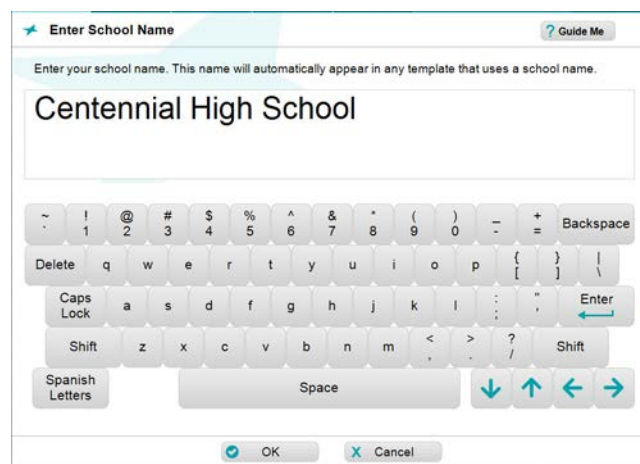 Enter School Name
? Guide Me
Enter your school name. This name will automatically appear in any template that uses a school name.
Centennial High School
~ ! @ # $ % ^ & * ( ) _ +
` 1 2 3 4 5 6 7 8 9 0 - = Backspace
Delete q w e r t y u i o p { } |
[ ] \
Caps Lock a s d f g h j k l : " Enter
; '
Shift z x c v b n m < > ? Shift
, . /
Spanish Letters Space ↓ ↑ ← →
OK X Cancel